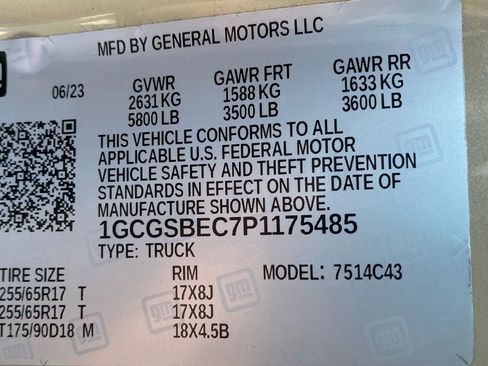 MFD BY GENERAL MOTORS LLC
06/23
GVWR GAWR FRT GAWR RR
2631 KG 1588 KG 1633 KG
5800 LB 3500 LB 3600 LB
THIS VEHICLE CONFORMS TO ALL
APPLICABLE U.S. FEDERAL MOTOR
VEHICLE SAFETY AND THEFT PREVENTION
STANDARDS IN EFFECT ON THE DATE OF
MANUFACTURE SHOWN ABOVE.
1GCGSBEC7P1175485
TYPE: TRUCK
TIRE SIZE RIM MODEL: 7514C43
255/65R17 T 17X8J
255/65R17 T 17X8J
T175/90D18 M 18X4.5B
gm